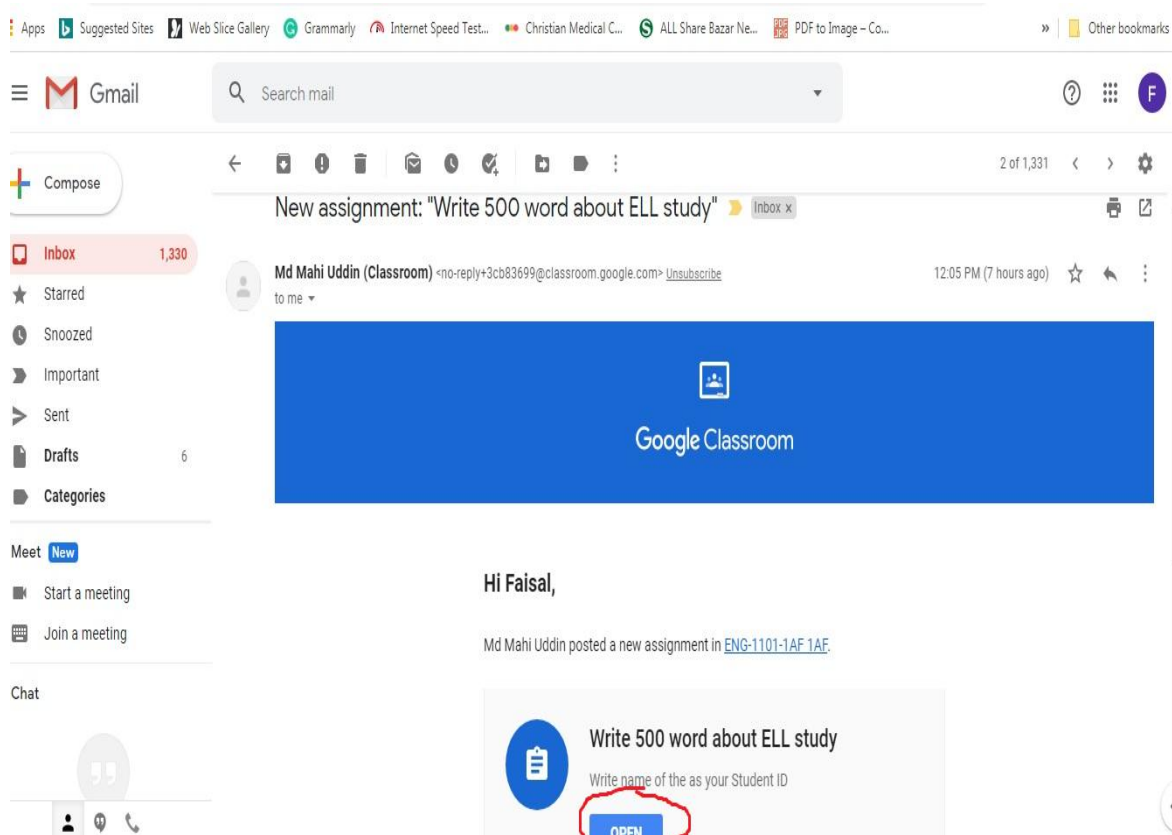 Apps Suggested Sites Web Slice Gallery Grammarly Internet Speed Test... Christian Medical C... ALL Share Bazar Ne... PDF to Image – Co... » Other bookmarks
Gmail
Search mail
F
Compose
2 of 1,331
New assignment: "Write 500 word about ELL study" Inbox x
Inbox 1,330
Md Mahi Uddin (Classroom) <no-reply+3cb83699@classroom.google.com> Unsubscribe 12:05 PM (7 hours ago)
to me
Starred
Snoozed
Important
Sent
Drafts 6
Categories
Google Classroom
Meet New
Start a meeting
Join a meeting
Chat
Hi Faisal,
Md Mahi Uddin posted a new assignment in ENG-1101-1AF 1AF.
Write 500 word about ELL study
Write name of the as your Student ID
OPEN